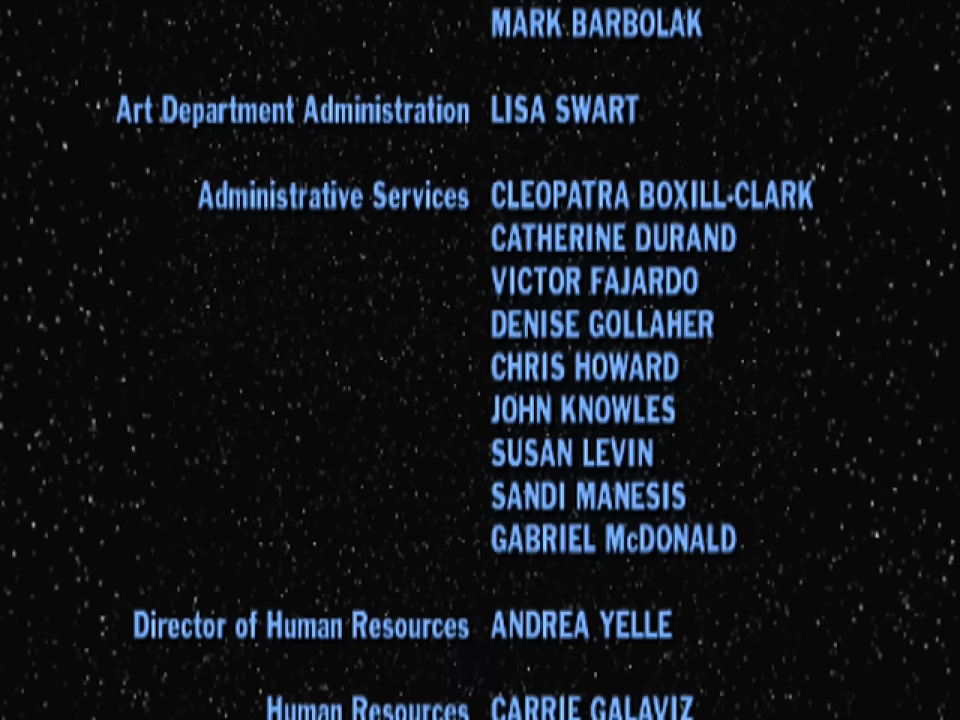 MARK BARBOLAK
Art Department Administration LISA SWART
Administrative Services CLEOPATRA BOXILL-CLARK
CATHERINE DURAND
VICTOR FAJARDO
DENISE GOLLAHER
CHRIS HOWARD
JOHN KNOWLES
SUSAN LEVIN
SANDI MANESIS
GABRIEL McDONALD
Director of Human Resources ANDREA YELLE
Human Resources CARRIE GALAVIZ